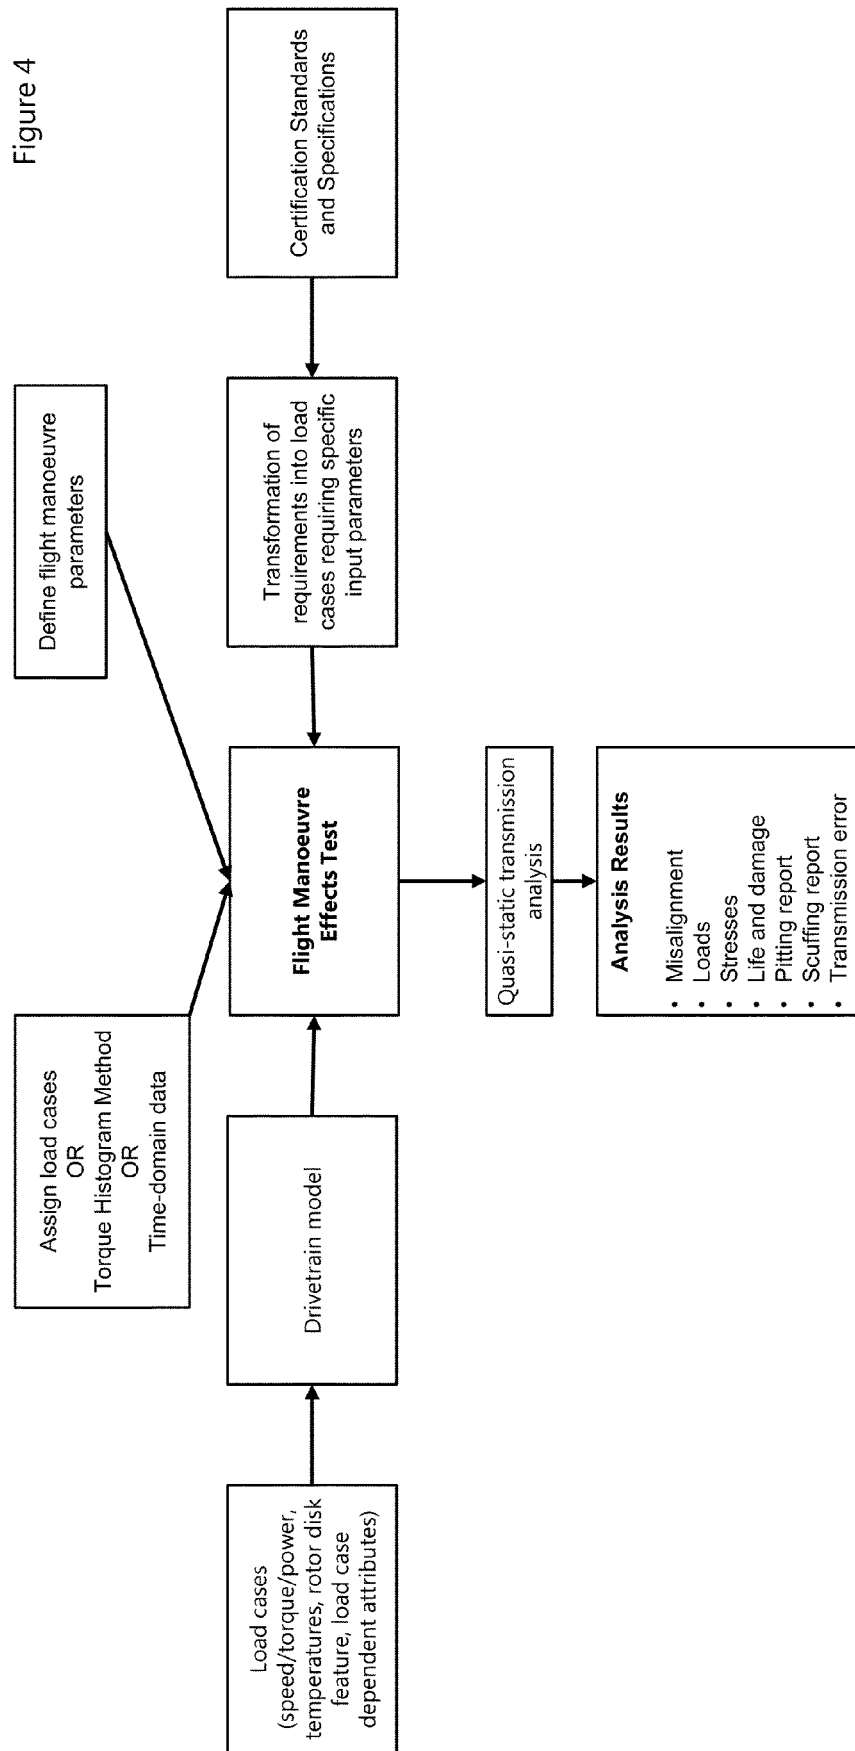 Figure 4
Assign load cases
OR
Torque Histogram Method
OR
Time-domain data
Define flight manoeuvre
parameters
Load cases
(speed/torque/power,
temperatures, rotor disk
feature, load case
dependent attributes)
Drivetrain model
Flight Manoeuvre
Effects Test
Transformation of
requirements into load
cases requiring specific
input parameters
Certification Standards
and Specifications
Quasi-static transmission
analysis
Analysis Results
• Misalignment
• Loads
• Stresses
• Life and damage
• Pitting report
• Scuffing report
• Transmission error